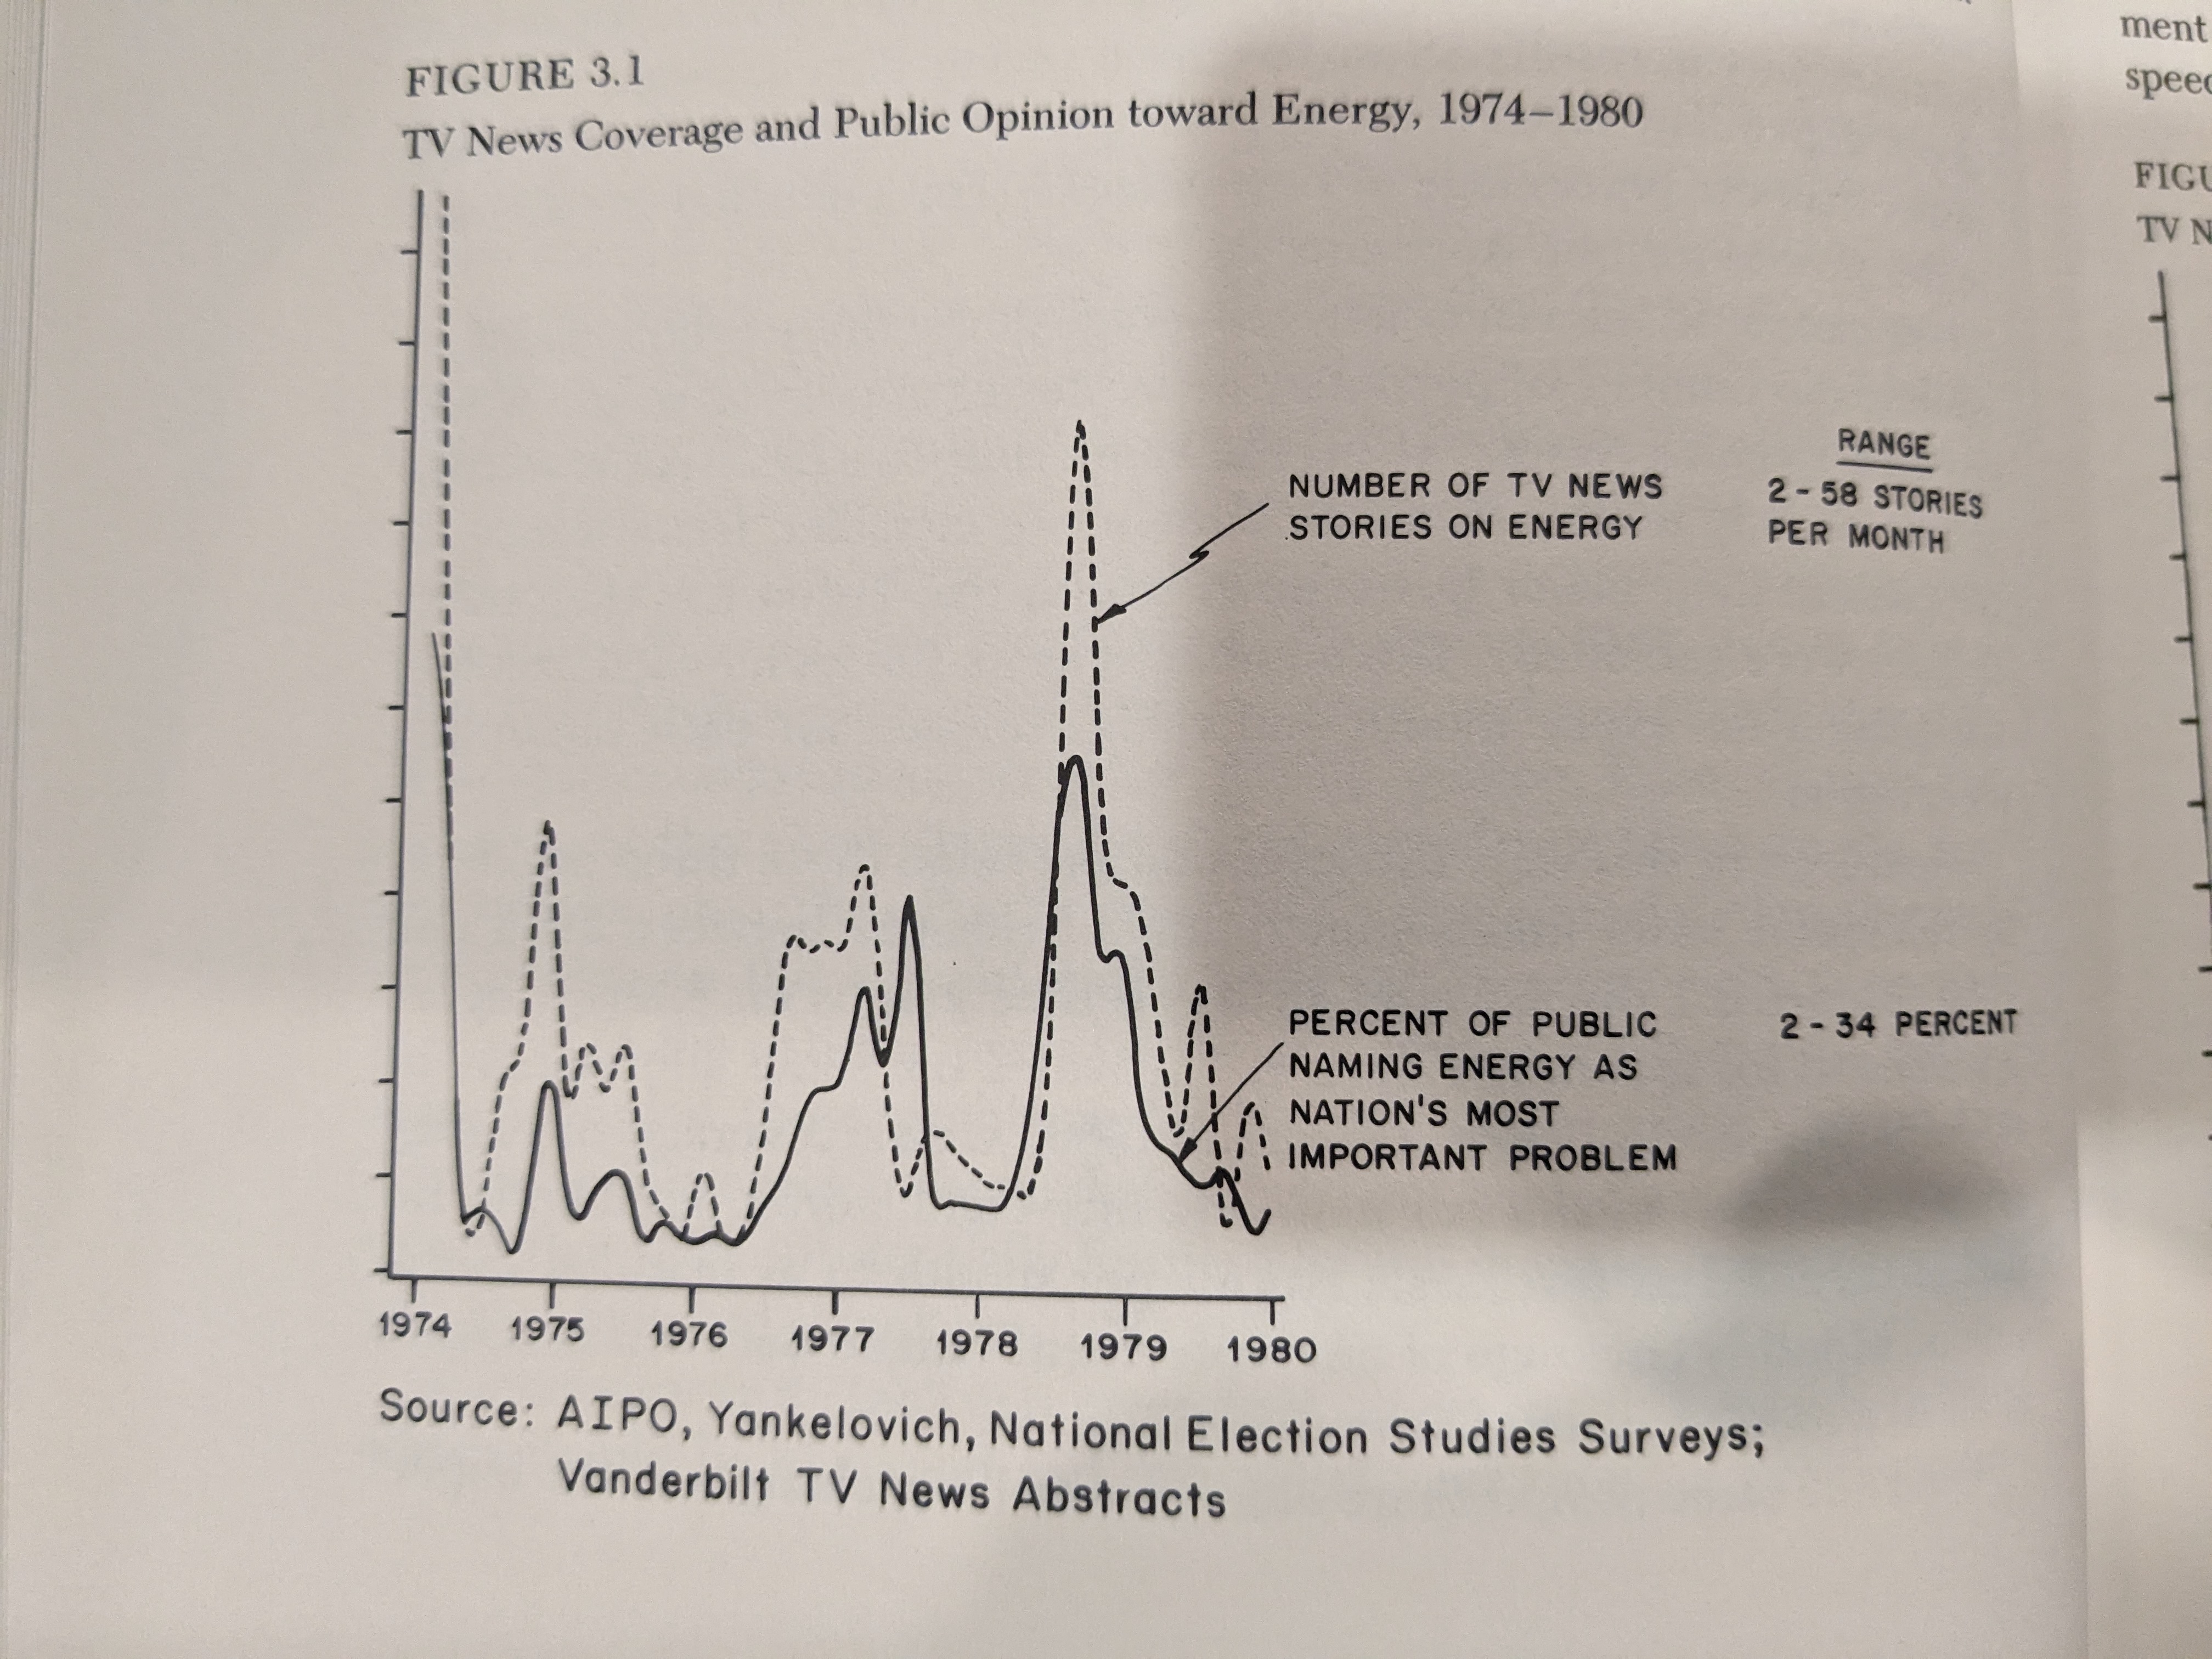 FIGURE 3.1
TV News Coverage and Public Opinion toward Energy, 1974–1980
NUMBER OF TV NEWS
STORIES ON ENERGY
RANGE
2 - 58 STORIES
PER MONTH
PERCENT OF PUBLIC
NAMING ENERGY AS
NATION'S MOST
IMPORTANT PROBLEM
2 - 34 PERCENT
1974 1975 1976 1977 1978 1979 1980
Source: AIPO, Yankelovich, National Election Studies Surveys;
Vanderbilt TV News Abstracts
ment
TV